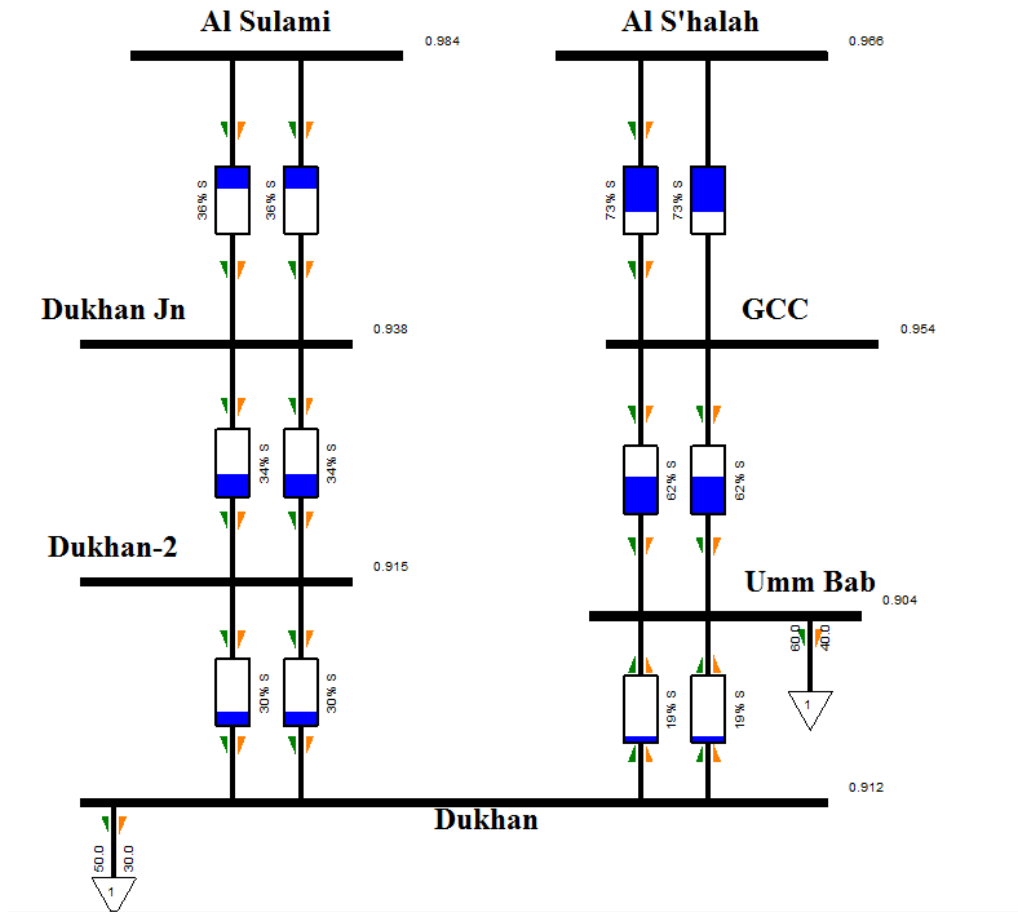 Al Sulami
0.984
Al S'halah
0.966
36% S
36% S
73% S
73% S
Dukhan Jn
0.938
GCC
0.954
34% S
34% S
62% S
62% S
Dukhan-2
0.915
Umm Bab
0.904
60.0
40.0
1
30% S
30% S
19% S
19% S
0.912
Dukhan
50.0
30.0
1